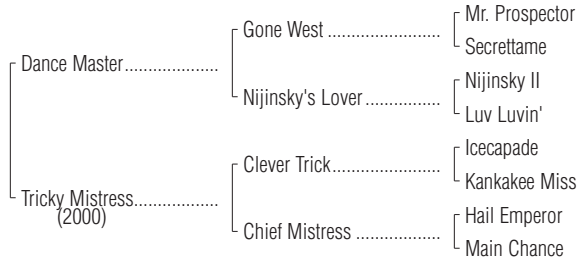 Mr. Prospector
Gone West
Secrettame
Dance Master
Nijinsky II
Nijinsky's Lover
Luv Luvin'
Icecapade
Clever Trick
Kankakee Miss
Tricky Mistress
(2000)
Hail Emperor
Chief Mistress
Main Chance